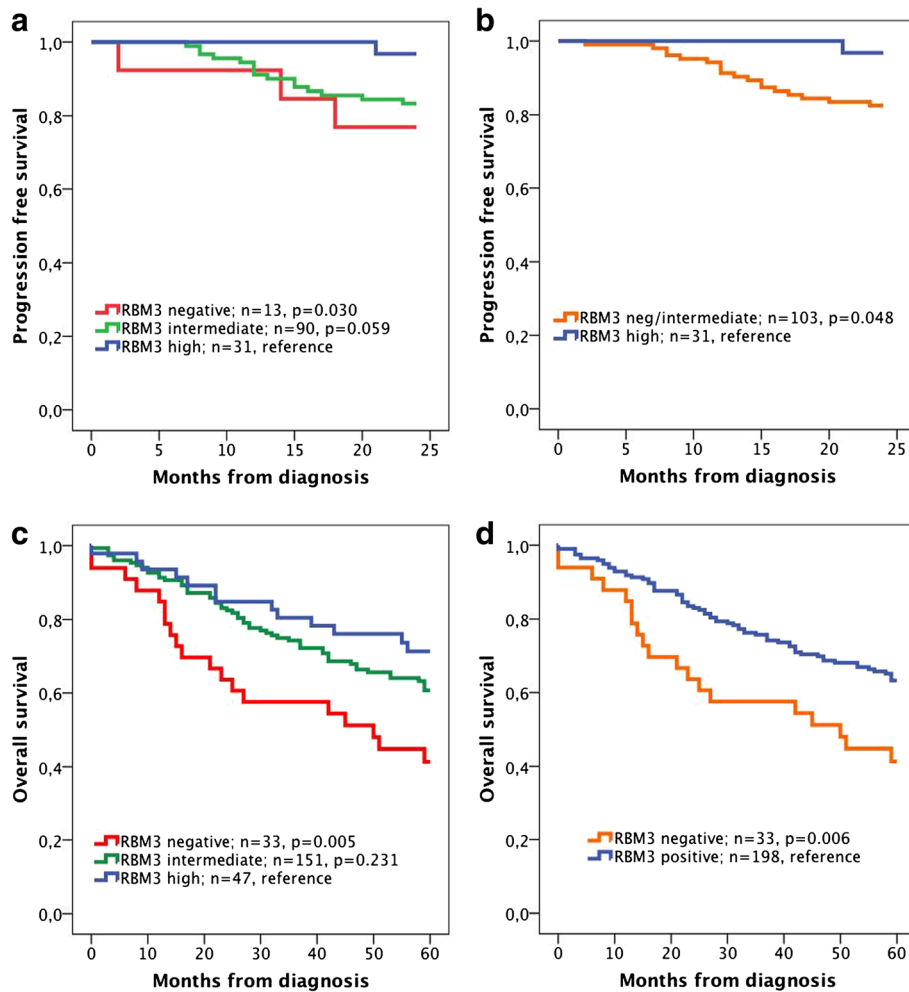 a
Progression free survival
1,0
0,8
0,6
0,4
0,2
0,0
RBM3 negative; n=13, p=0.030
RBM3 intermediate; n=90, p=0.059
RBM3 high; n=31, reference
0 5 10 15 20 25
Months from diagnosis
b
Progression free survival
1,0
0,8
0,6
0,4
0,2
0,0
RBM3 neg/intermediate; n=103, p=0.048
RBM3 high; n=31, reference
0 5 10 15 20 25
Months from diagnosis
c
Overall survival
1,0
0,8
0,6
0,4
0,2
0,0
RBM3 negative; n=33, p=0.005
RBM3 intermediate; n=151, p=0.231
RBM3 high; n=47, reference
0 10 20 30 40 50 60
Months from diagnosis
d
Overall survival
1,0
0,8
0,6
0,4
0,2
0,0
RBM3 negative; n=33, p=0.006
RBM3 positive; n=198, reference
0 10 20 30 40 50 60
Months from diagnosis